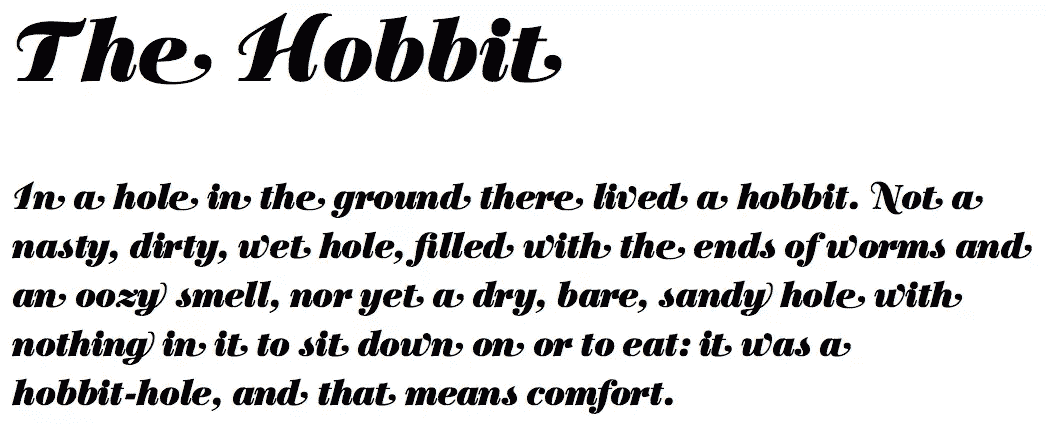 The Hobbit
In a hole in the ground there lived a hobbit. Not a
nasty, dirty, wet hole, filled with the ends of worms and
an oozy smell, nor yet a dry, bare, sandy hole with
nothing in it to sit down on or to eat: it was a
hobbit-hole, and that means comfort.